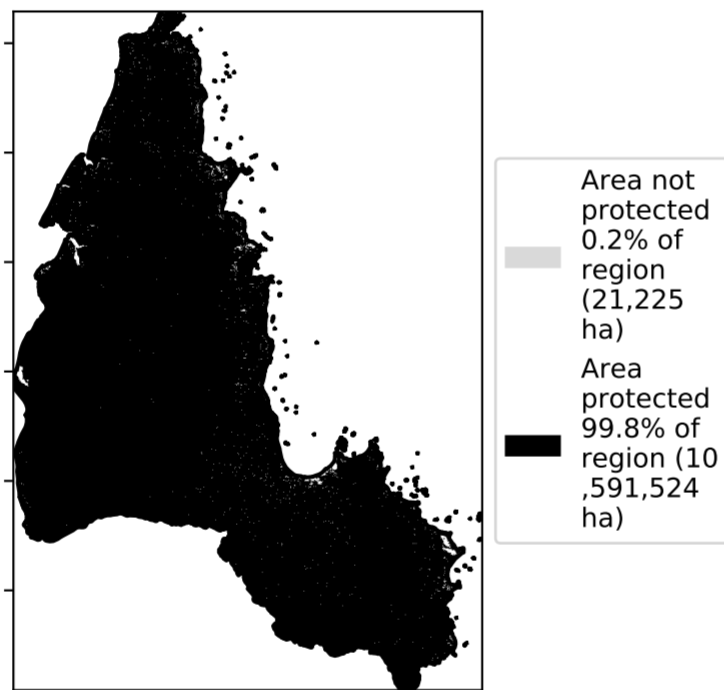 Area not
protected
0.2% of
region
(21,225
ha)
Area
protected
99.8% of
region (10
,591,524
ha)